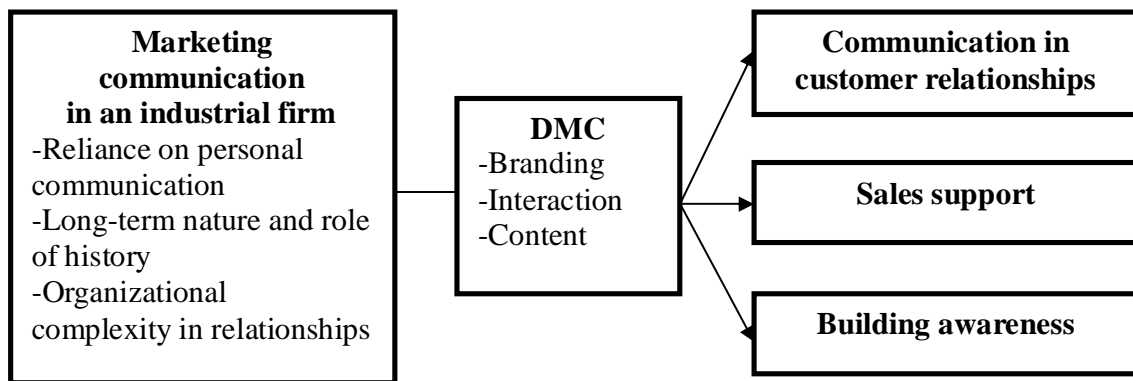 Marketing
communication
in an industrial firm
-Reliance on personal
communication
-Long-term nature and role
of history
-Organizational
complexity in relationships
DMC
-Branding
-Interaction
-Content
Communication in
customer relationships
Sales support
Building awareness